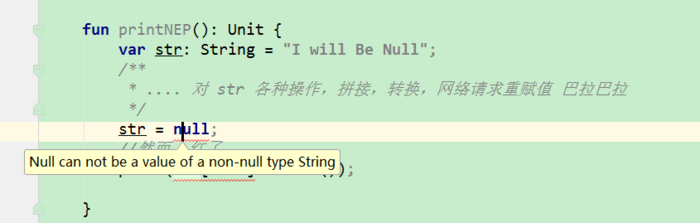 fun printNEP(): Unit {
var str: String = "I will Be Null";
/**
* .... 对 str 各种操作，拼接，转换，网络请求重赋值 巴拉巴拉
*/
str = null;
Null can not be a value of a non-null type String
);
}